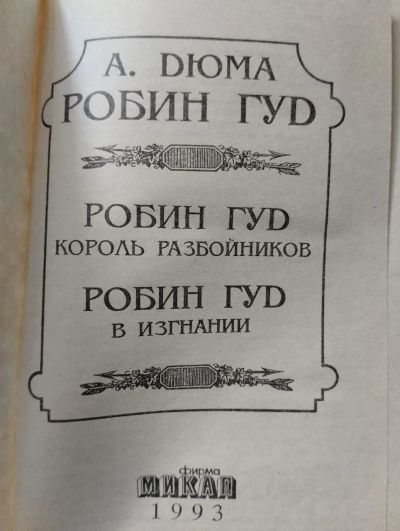 А. ДЮМА
РОБИН ГУД
РОБИН ГУД
КОРОЛЬ РАЗБОЙНИКОВ
РОБИН ГУД
В ИЗГНАНИИ
фирма
МИКАП
1993